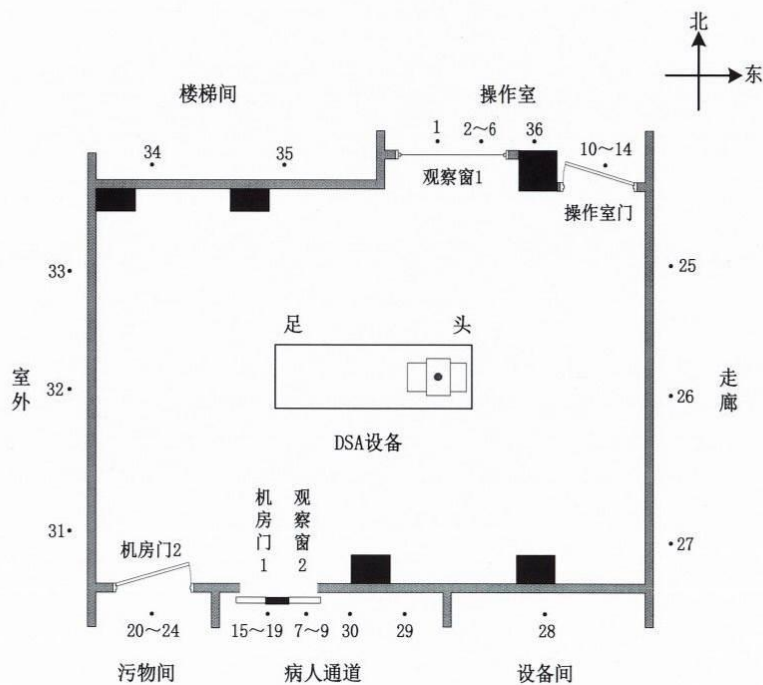 北
东
楼梯间
操作室
34
35
1
2～6
36
10～14
观察窗1
操作室门
33
25
足
头
室外
32
26
走廊
DSA设备
机房门1
观察窗2
31
27
机房门2
20～24
15～19
7～9
30
29
28
污物间
病人通道
设备间